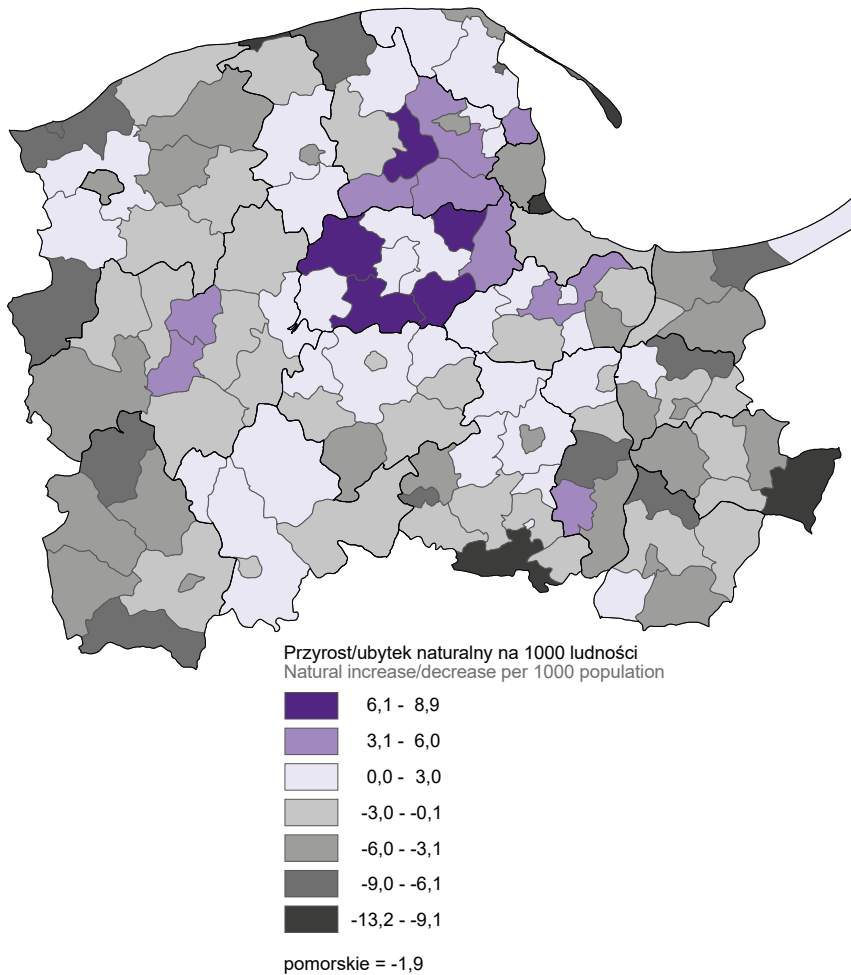 Przyrost/ubytek naturalny na 1000 ludności
Natural increase/decrease per 1000 population
6,1 - 8,9
3,1 - 6,0
0,0 - 3,0
-3,0 - -0,1
-6,0 - -3,1
-9,0 - -6,1
-13,2 - -9,1
pomorskie = -1,9